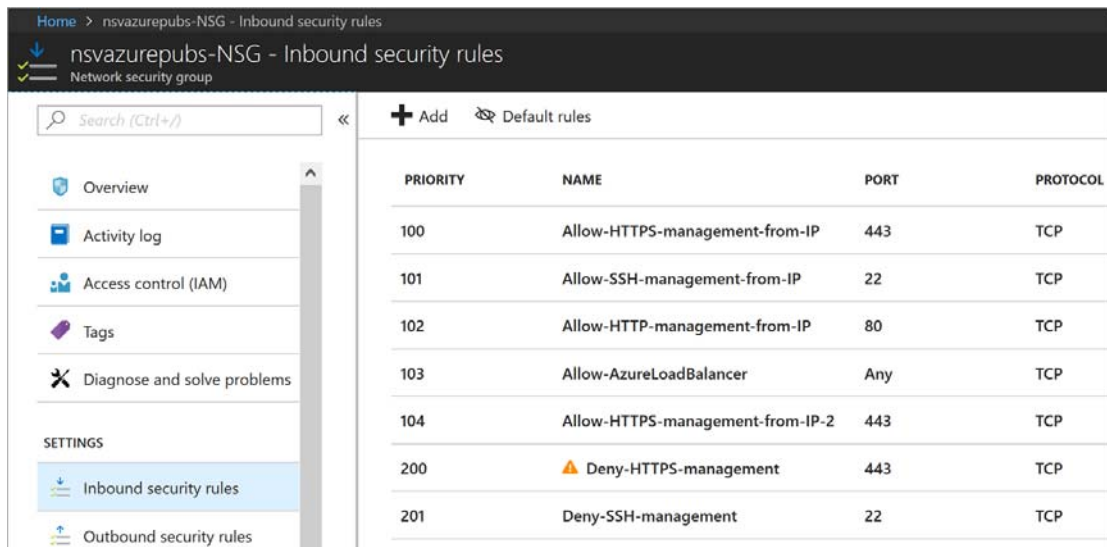 Home > nsvazurepubs-NSG - Inbound security rules
nsvazurepubs-NSG - Inbound security rules
Network security group
Search (Ctrl+/)
«
Overview
Activity log
Access control (IAM)
Tags
Diagnose and solve problems
SETTINGS
Inbound security rules
Outbound security rules
Add Default rules
PRIORITY NAME PORT PROTOCOL
100 Allow-HTTPS-management-from-IP 443 TCP
101 Allow-SSH-management-from-IP 22 TCP
102 Allow-HTTP-management-from-IP 80 TCP
103 Allow-AzureLoadBalancer Any TCP
104 Allow-HTTPS-management-from-IP-2 443 TCP
200 Deny-HTTPS-management 443 TCP
201 Deny-SSH-management 22 TCP